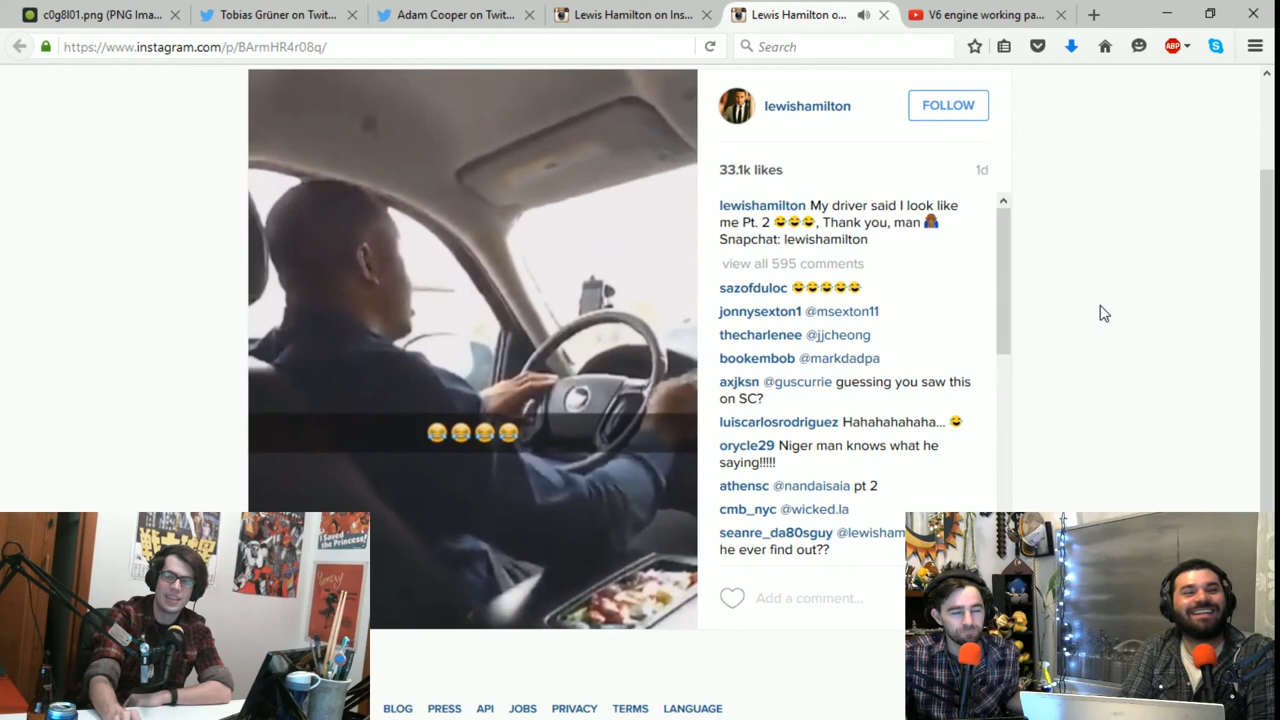 c0g8l01.png (PNG Ima...
Tobias Grüner on Twit...
Adam Cooper on Twit...
Lewis Hamilton on Ins...
Lewis Hamilton o...
V6 engine working pa...
https://www.instagram.com/p/BArmHR4r08q/
Search
ABP
lewishamilton
FOLLOW
33.1k likes
1d
lewishamilton My driver said I look like
me Pt. 2 😂😂😂, Thank you, man
Snapchat: lewishamilton
view all 595 comments
sazofduloc 😂😂😂😂😂
jonnysexton1 @msexton11
thecharlenee @jjcheong
bookembob @markdadpa
axjksn @guscurrie guessing you saw this
on SC?
luiscarlosrodriguez Hahahahahaha... 😂
orycle29 Niger man knows what he
saying!!!!!
athensc @nandaisaia pt 2
cmb_nyc @wicked.la
seanre_da80sguy @lewisham
he ever find out??
Add a comment...
😂😂😂😂
I Saved
the Princess!
BLOG PRESS API JOBS PRIVACY TERMS LANGUAGE